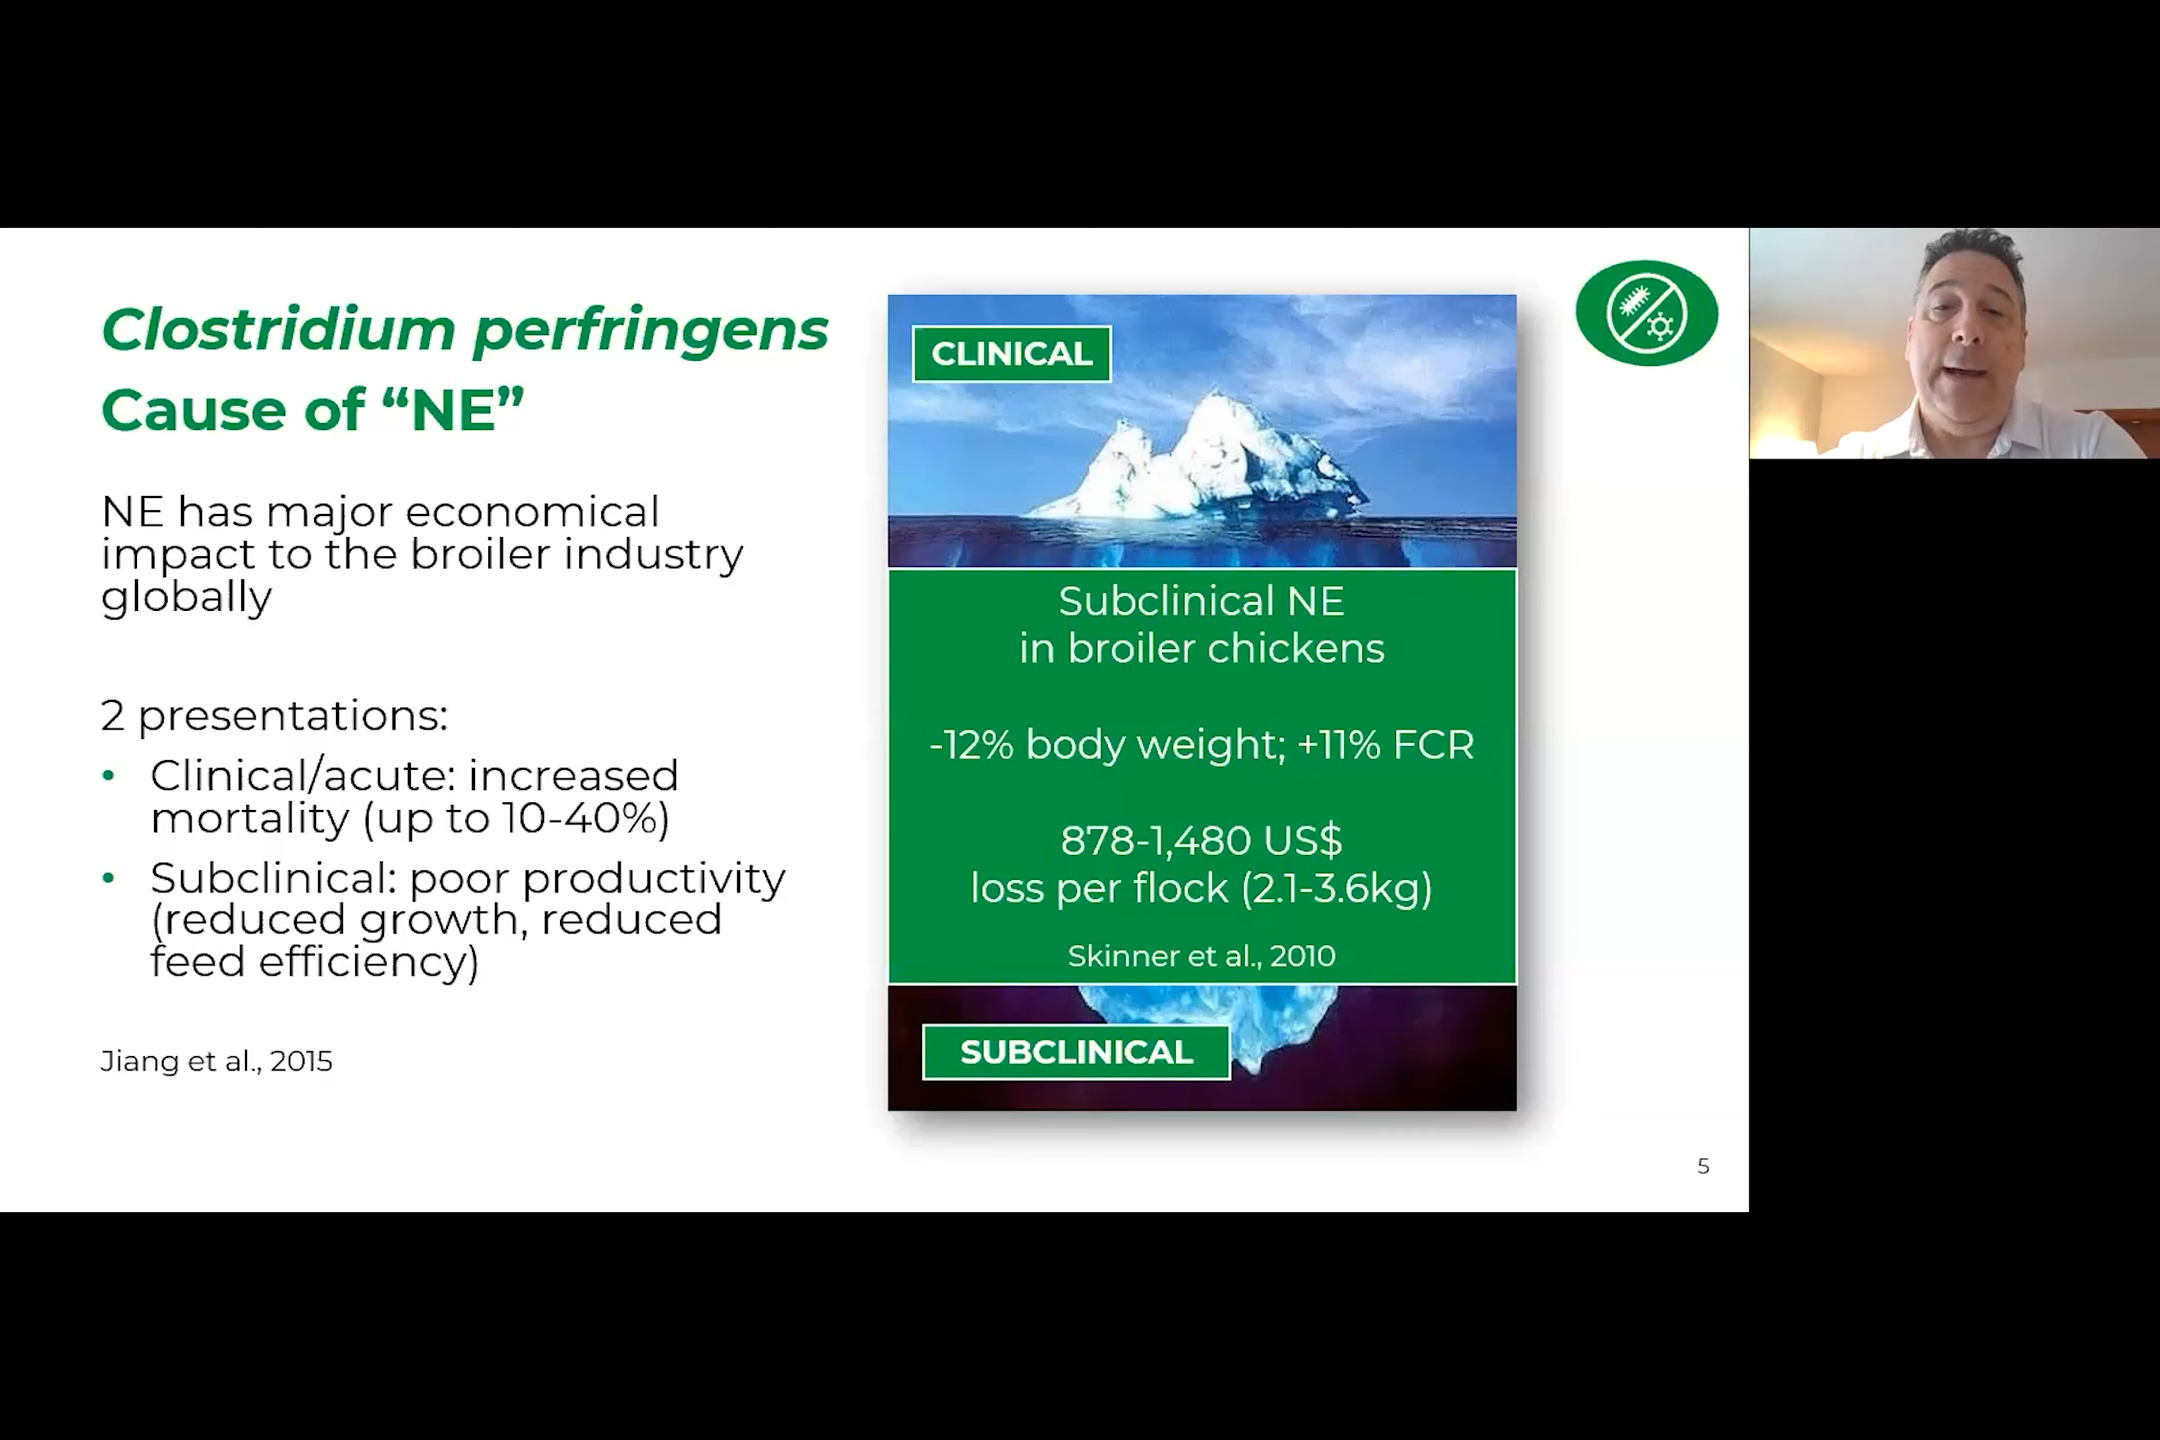 Clostridium perfringens
Cause of “NE”
NE has major economical
impact to the broiler industry
globally
2 presentations:
• Clinical/acute: increased
mortality (up to 10-40%)
• Subclinical: poor productivity
(reduced growth, reduced
feed efficiency)
Jiang et al., 2015
CLINICAL
Subclinical NE
in broiler chickens
-12% body weight; +11% FCR
878-1,480 US$
loss per flock (2.1-3.6kg)
Skinner et al., 2010
SUBCLINICAL
5